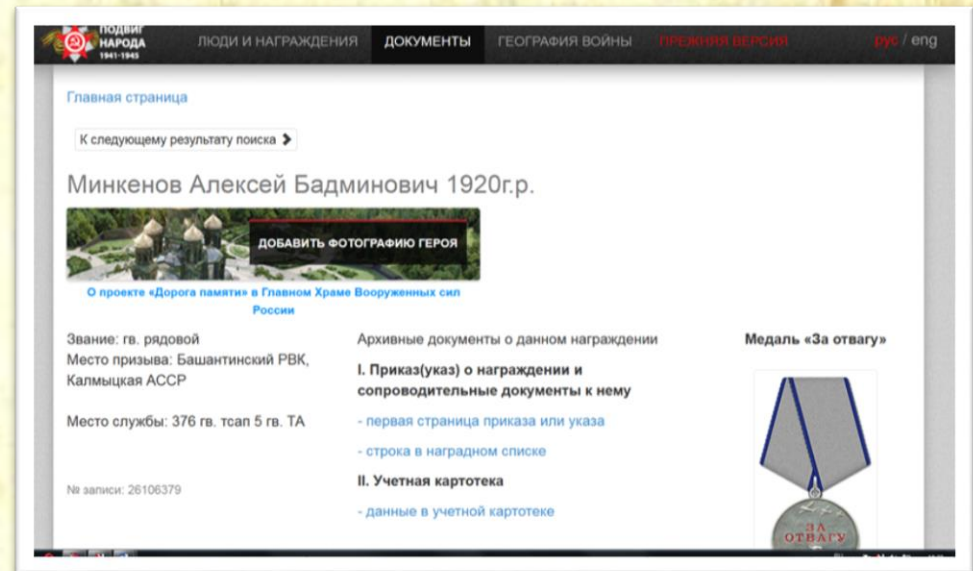 ПОДВИГ
НАРОДА
1941-1945
ЛЮДИ И НАГРАЖДЕНИЯ ДОКУМЕНТЫ ГЕОГРАФИЯ ВОЙНЫ ПРЕЖНЯЯ ВЕРСИЯ рус / eng
Главная страница
К следующему результату поиска
Минкенов Алексей Бадминович 1920г.р.
ДОБАВИТЬ ФОТОГРАФИЮ ГЕРОЯ
О проекте «Дорога памяти» в Главном Храме Вооруженных сил
России
Звание: гв. рядовой
Место призыва: Башантинский РВК,
Калмыцкая АССР
Место службы: 376 гв. тсап 5 гв. ТА
№ записи: 26106379
Архивные документы о данном награждении
I. Приказ(указ) о награждении и
сопроводительные документы к нему
- первая страница приказа или указа
- строка в наградном списке
II. Учетная картотека
- данные в учетной картотеке
Медаль «За отвагу»
ЗА
ОТВАГУ